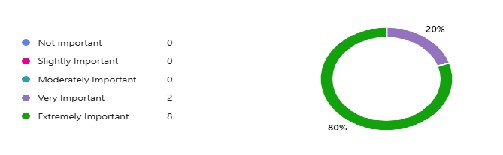 Not important 0
Slightly Important 0
Moderately Important 0
Very Important 2
Extremely Important 8
20%
80%